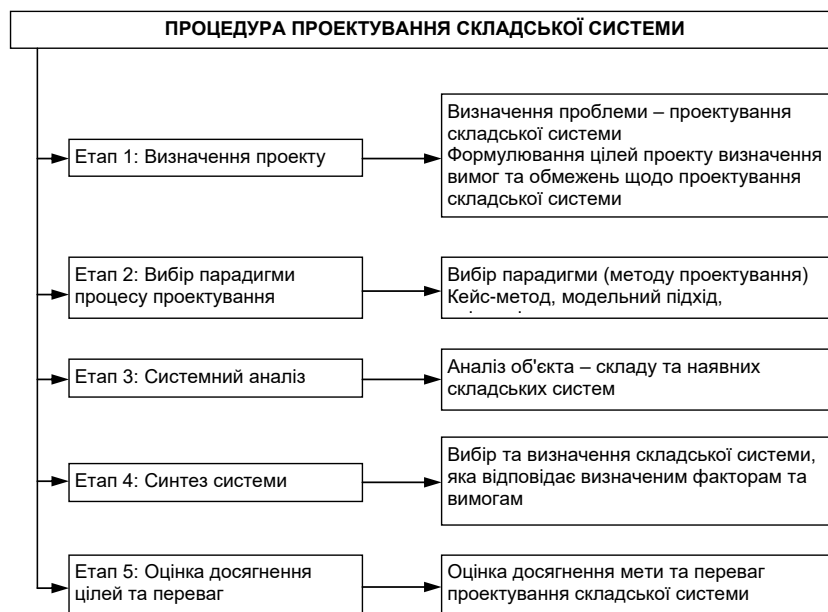 ПРОЦЕДУРА ПРОЕКТУВАННЯ СКЛАДСЬКОЇ СИСТЕМИ
Етап 1: Визначення проекту
Визначення проблеми – проектування
складської системи
Формулювання цілей проекту визначення
вимог та обмежень щодо проектування
складської системи
Етап 2: Вибір парадигми
процесу проектування
Вибір парадигми (методу проектування)
Кейс-метод, модельний підхід,
Етап 3: Системний аналіз
Аналіз об'єкта – складу та наявних
складських систем
Етап 4: Синтез системи
Вибір та визначення складської системи,
яка відповідає визначеним факторам та
вимогам
Етап 5: Оцінка досягнення
цілей та переваг
Оцінка досягнення мети та переваг
проектування складської системи